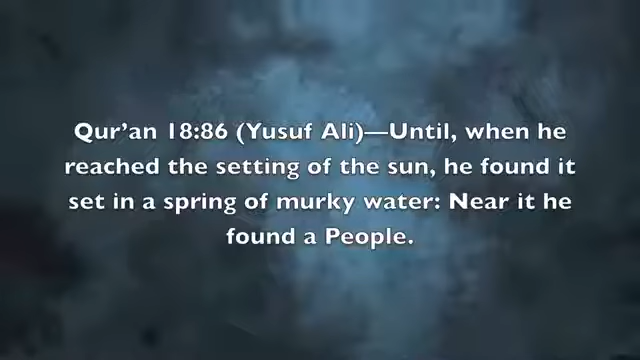 Qur’an 18:86 (Yusuf Ali)—Until, when he
reached the setting of the sun, he found it
set in a spring of murky water: Near it he
found a People.